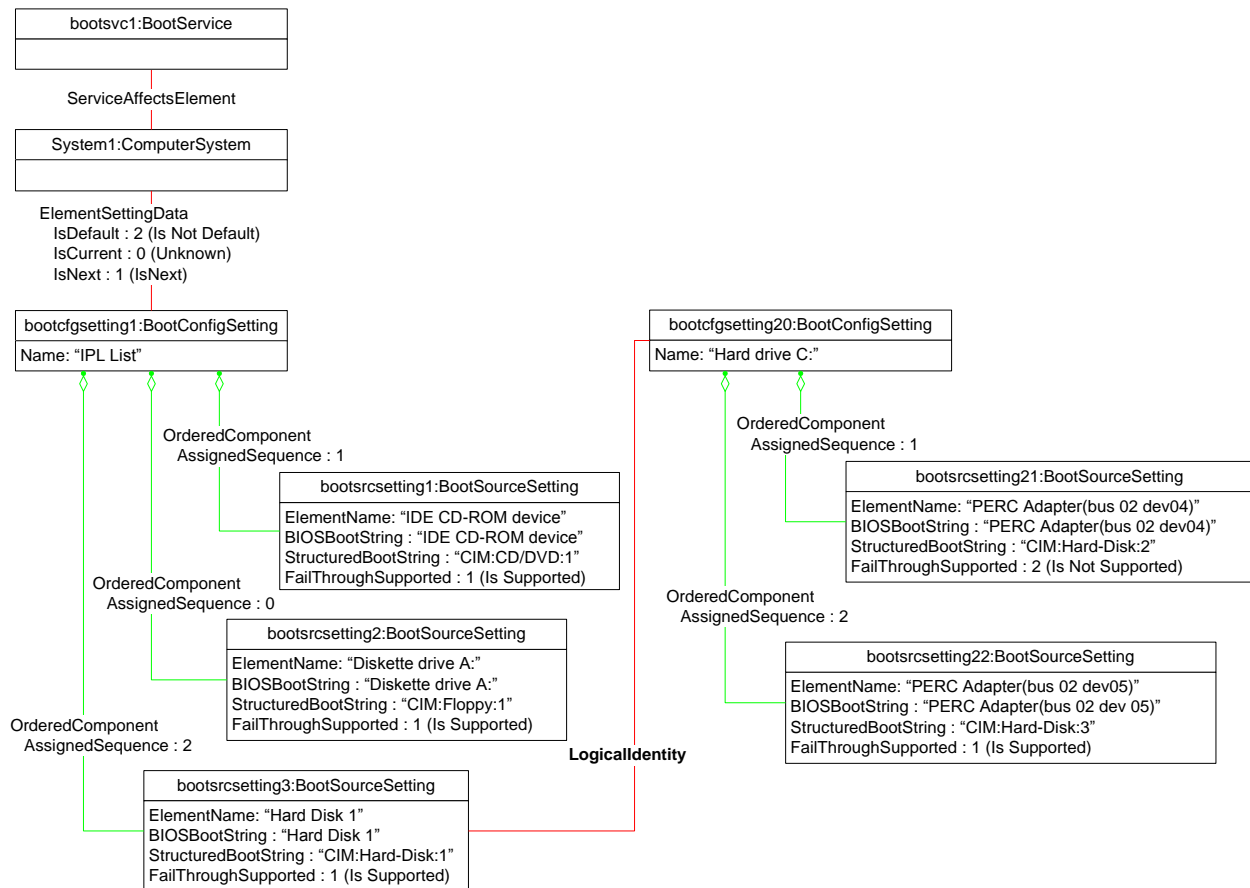 bootsvc1:BootService
ServiceAffectsElement
System1:ComputerSystem
ElementSettingData
IsDefault : 2 (Is Not Default)
IsCurrent : 0 (Unknown)
IsNext : 1 (IsNext)
bootcfgsetting1:BootConfigSetting
Name: “IPL List”
OrderedComponent
AssignedSequence : 1
bootsrcsetting1:BootSourceSetting
ElementName: “IDE CD-ROM device”
BIOSBootString : “IDE CD-ROM device”
StructuredBootString : “CIM:CD/DVD:1”
FailThroughSupported : 1 (Is Supported)
OrderedComponent
AssignedSequence : 0
bootsrcsetting2:BootSourceSetting
ElementName: “Diskette drive A:”
BIOSBootString : “Diskette drive A:”
StructuredBootString : “CIM:Floppy:1”
FailThroughSupported : 1 (Is Supported)
OrderedComponent
AssignedSequence : 2
bootsrcsetting3:BootSourceSetting
ElementName: “Hard Disk 1”
BIOSBootString : “Hard Disk 1”
StructuredBootString : “CIM:Hard-Disk:1”
FailThroughSupported : 1 (Is Supported)
LogicalIdentity
bootcfgsetting20:BootConfigSetting
Name: “Hard drive C:”
OrderedComponent
AssignedSequence : 1
bootsrcsetting21:BootSourceSetting
ElementName: “PERC Adapter(bus 02 dev04)”
BIOSBootString : “PERC Adapter(bus 02 dev04)”
StructuredBootString : “CIM:Hard-Disk:2”
FailThroughSupported : 2 (Is Not Supported)
OrderedComponent
AssignedSequence : 2
bootsrcsetting22:BootSourceSetting
ElementName: “PERC Adapter(bus 02 dev05)”
BIOSBootString : “PERC Adapter(bus 02 dev 05)”
StructuredBootString : “CIM:Hard-Disk:3”
FailThroughSupported : 1 (Is Supported)